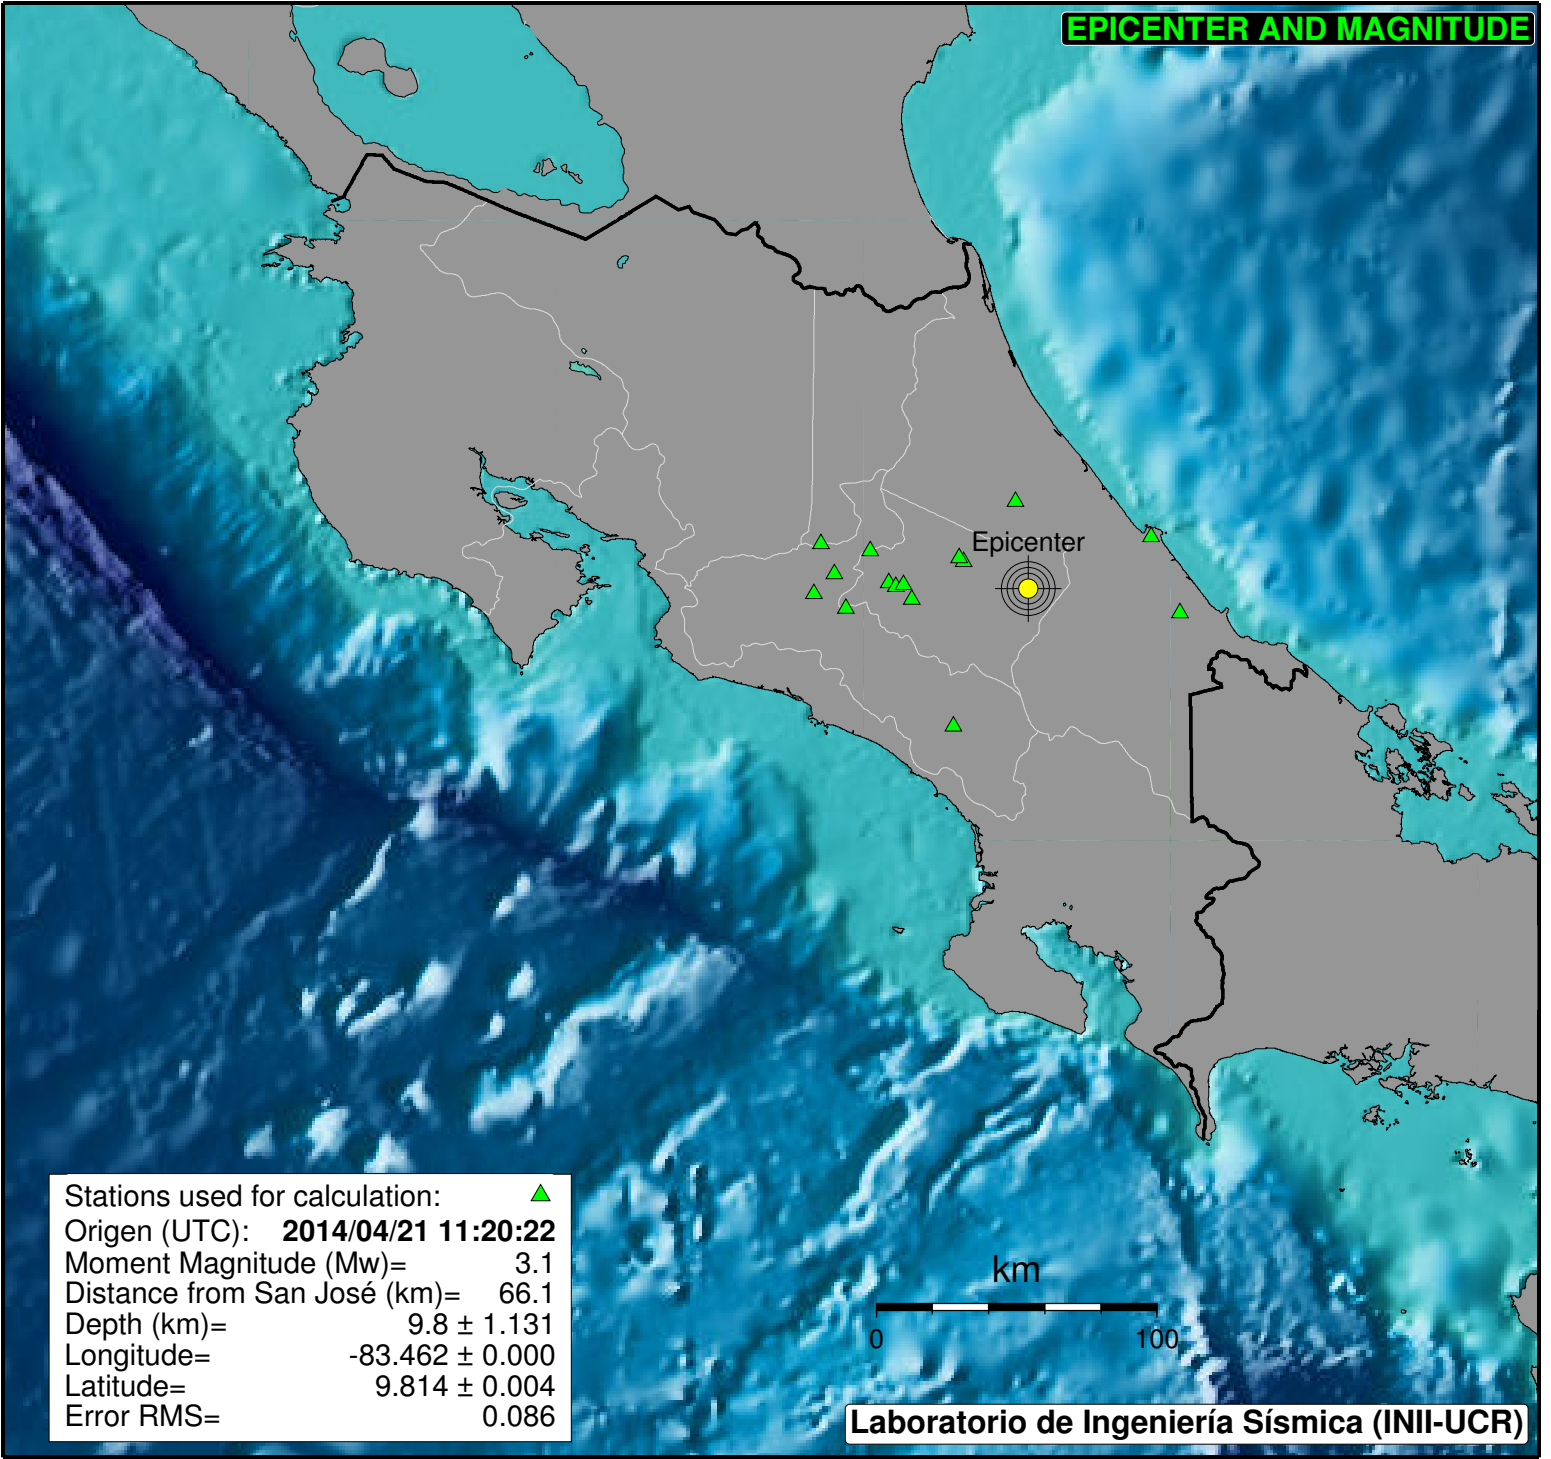 EPICENTER AND MAGNITUDE
Epicenter
Stations used for calculation:
Origen (UTC): 2014/04/21 11:20:22
Moment Magnitude (Mw)= 3.1
Distance from San José (km)= 66.1
Depth (km)= 9.8 ± 1.131
Longitude= -83.462 ± 0.000
Latitude= 9.814 ± 0.004
Error RMS= 0.086
km
0 100
Laboratorio de Ingeniería Sísmica (INII-UCR)